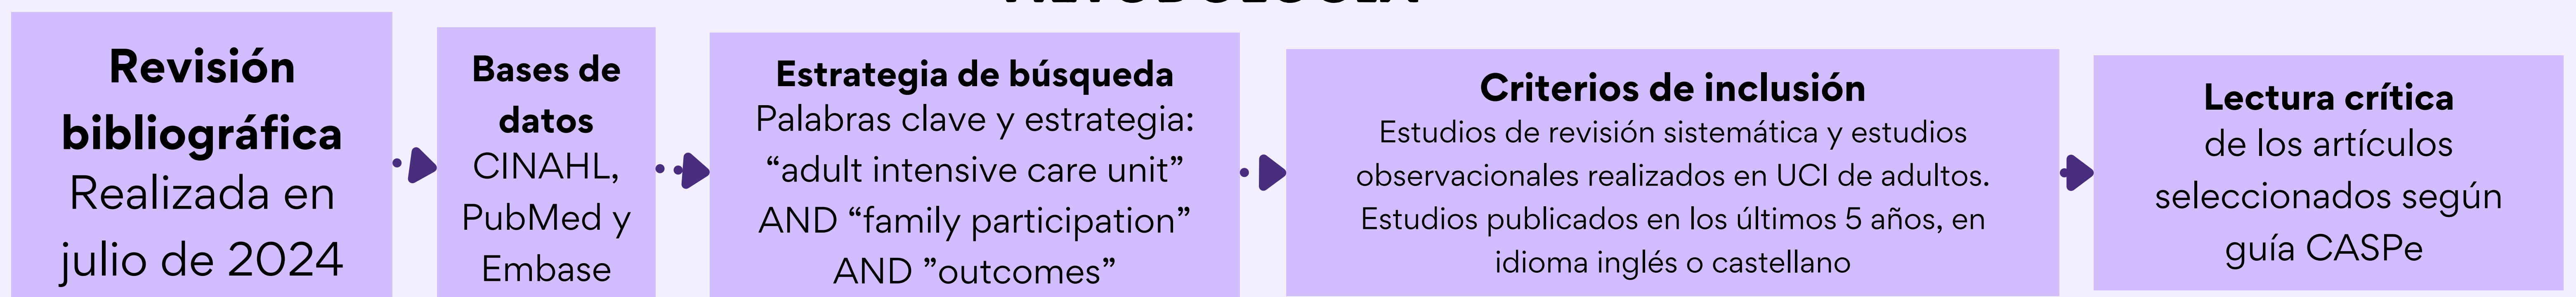 Revisión
bibliográfica
Realizada en
julio de 2024
Bases de
datos
CINAHL,
PubMed y
Embase
Estrategia de búsqueda
Palabras clave y estrategia:
“adult intensive care unit”
AND “family participation”
AND ”outcomes”
Criterios de inclusión
Estudios de revisión sistemática y estudios
observacionales realizados en UCI de adultos.
Estudios publicados en los últimos 5 años, en
idioma inglés o castellano
Lectura crítica
de los artículos
seleccionados según
guía CASPe